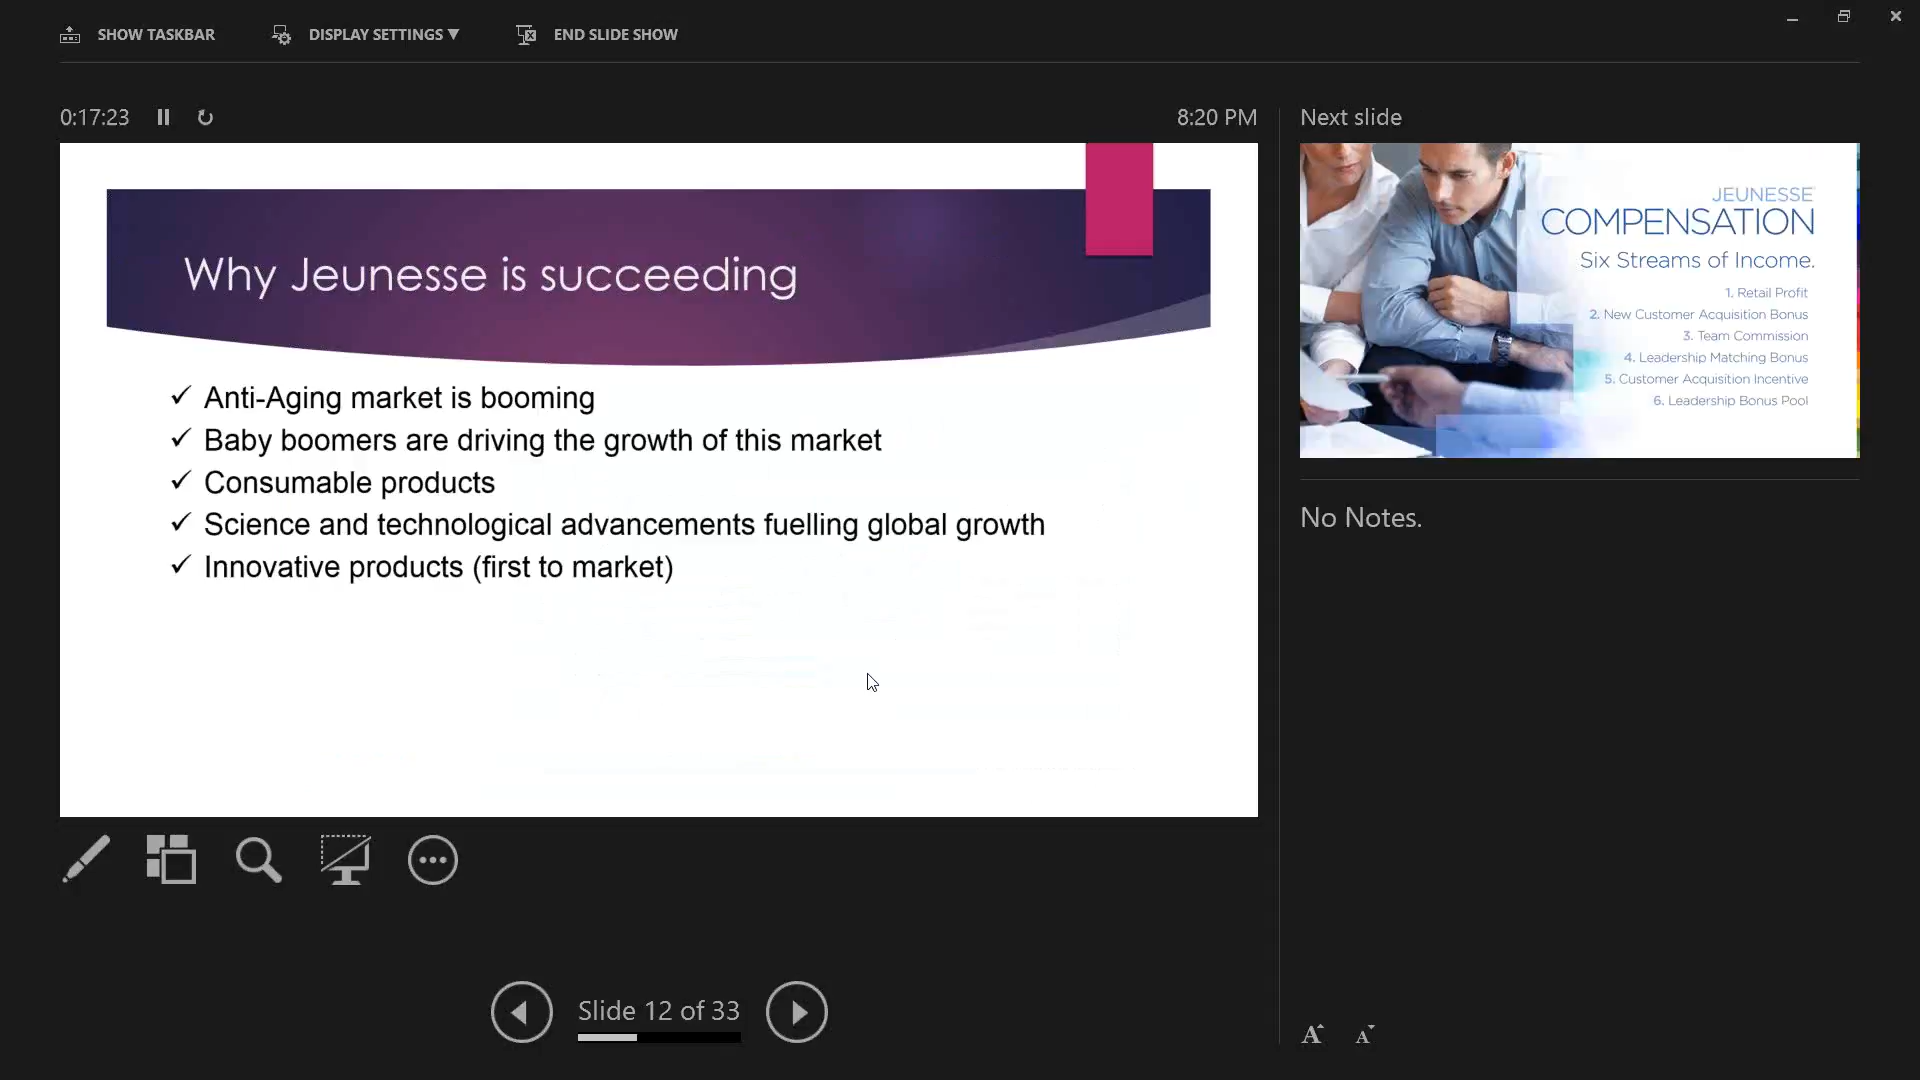 SHOW TASKBAR
DISPLAY SETTINGS ▼
END SLIDE SHOW
0:17:23
8:20 PM
Why Jeunesse is succeeding
✓ Anti-Aging market is booming
✓ Baby boomers are driving the growth of this market
✓ Consumable products
✓ Science and technological advancements fuelling global growth
✓ Innovative products (first to market)
Slide 12 of 33
Next slide
JEUNESSE
COMPENSATION
Six Streams of Income.
1. Retail Profit
2. New Customer Acquisition Bonus
3. Team Commission
4. Leadership Matching Bonus
5. Customer Acquisition Incentive
6. Leadership Bonus Pool
No Notes.
A A